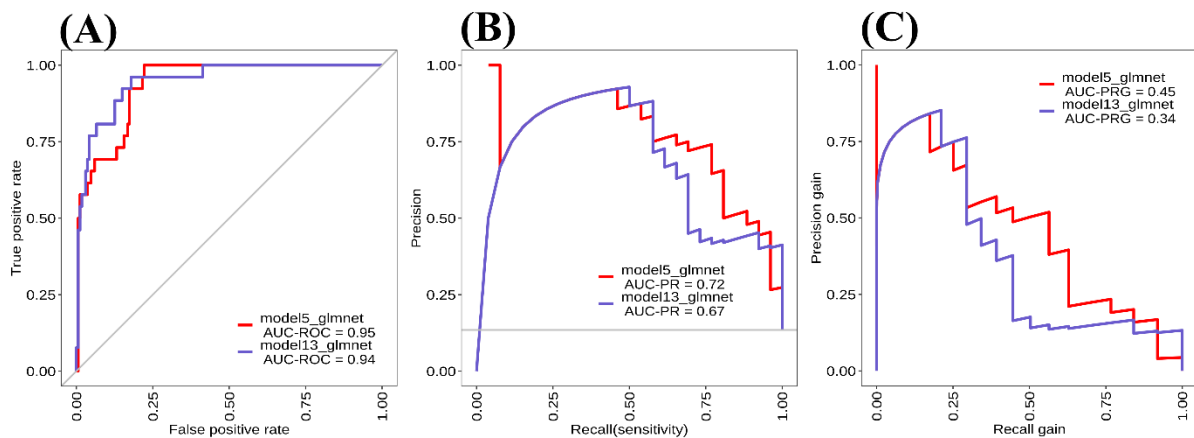 (A)
1.00
0.75
0.50
0.25
0.00
True positive rate
model5_glmnet
AUC-ROC = 0.95
model13_glmnet
AUC-ROC = 0.94
0.00
0.25
0.50
0.75
1.00
False positive rate
(B)
1.00
0.75
0.50
0.25
0.00
Precision
model5_glmnet
AUC-PR = 0.72
model13_glmnet
AUC-PR = 0.67
0.00
0.25
0.50
0.75
1.00
Recall(sensitivity)
(C)
1.00
0.75
0.50
0.25
0.00
Precision gain
model5_glmnet
AUC-PRG = 0.45
model13_glmnet
AUC-PRG = 0.34
0.00
0.25
0.50
0.75
1.00
Recall gain